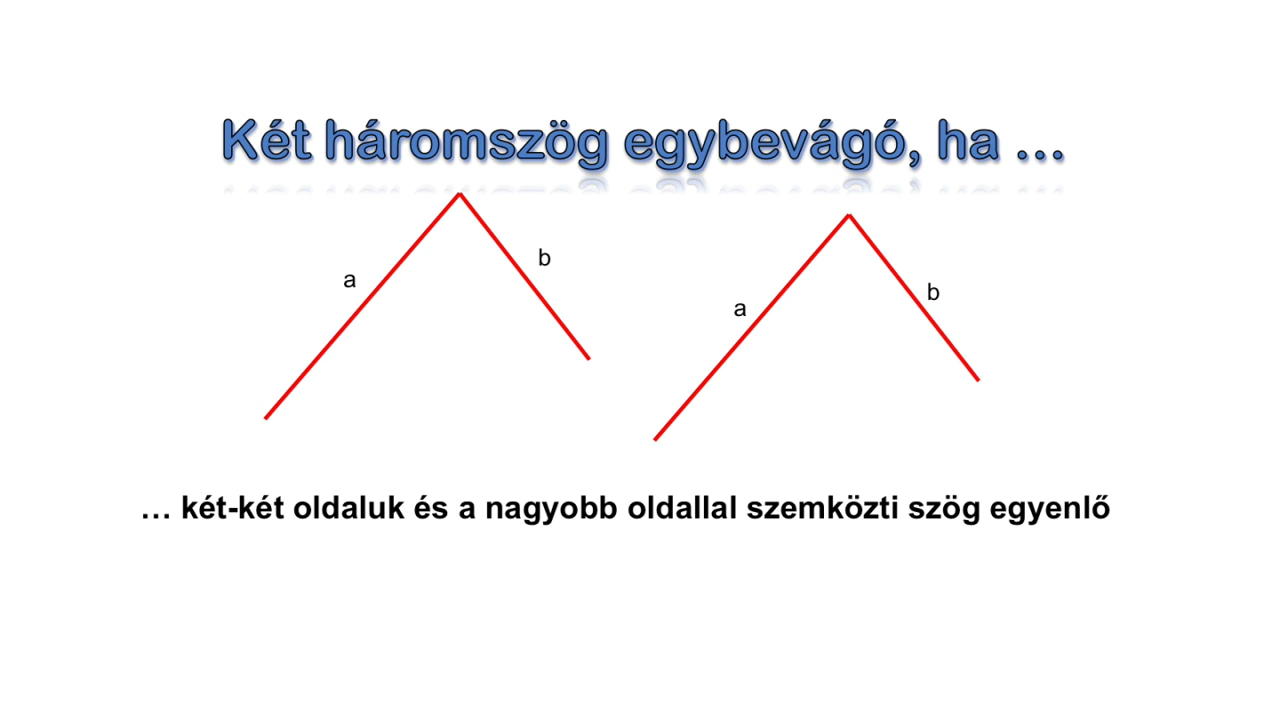 Két háromszög egybevágó, ha …
a
b
a
b
… két-két oldaluk és a nagyobb oldallal szemközti szög egyenlő